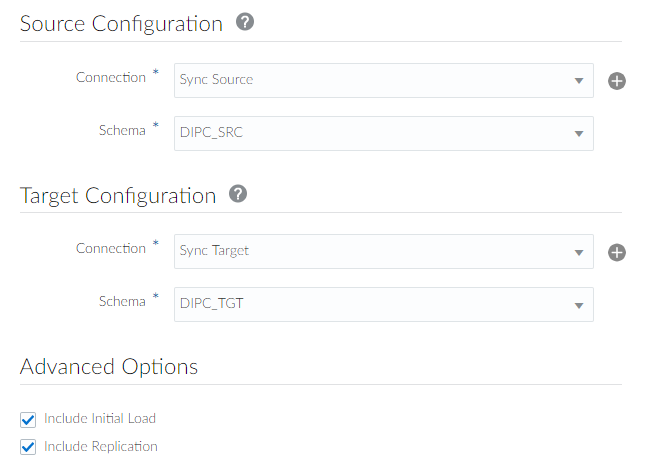 Source Configuration ?
Connection * Sync Source
Schema * DIPC_SRC
Target Configuration ?
Connection * Sync Target
Schema * DIPC_TGT
Advanced Options
Include Initial Load
Include Replication